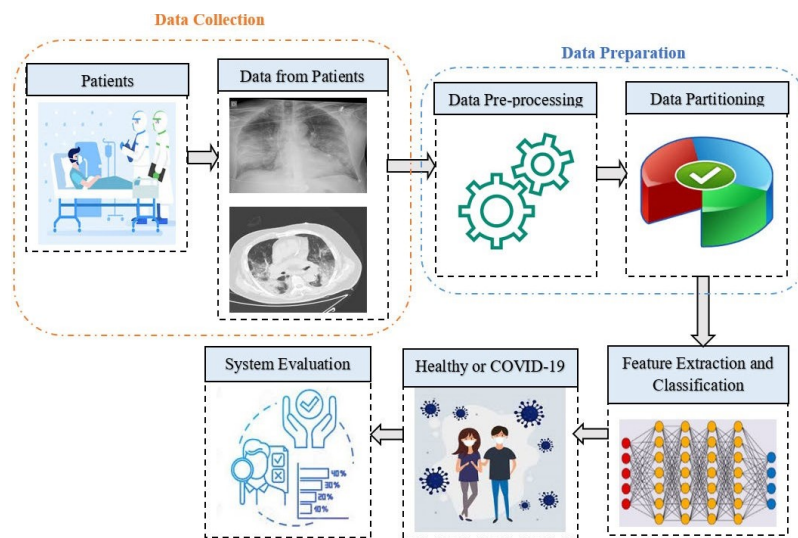 Data Collection
Data Preparation
Patients
Data from Patients
Data Pre-processing
Data Partitioning
System Evaluation
Healthy or COVID-19
Feature Extraction and
Classification
40%
30%
20%
10%